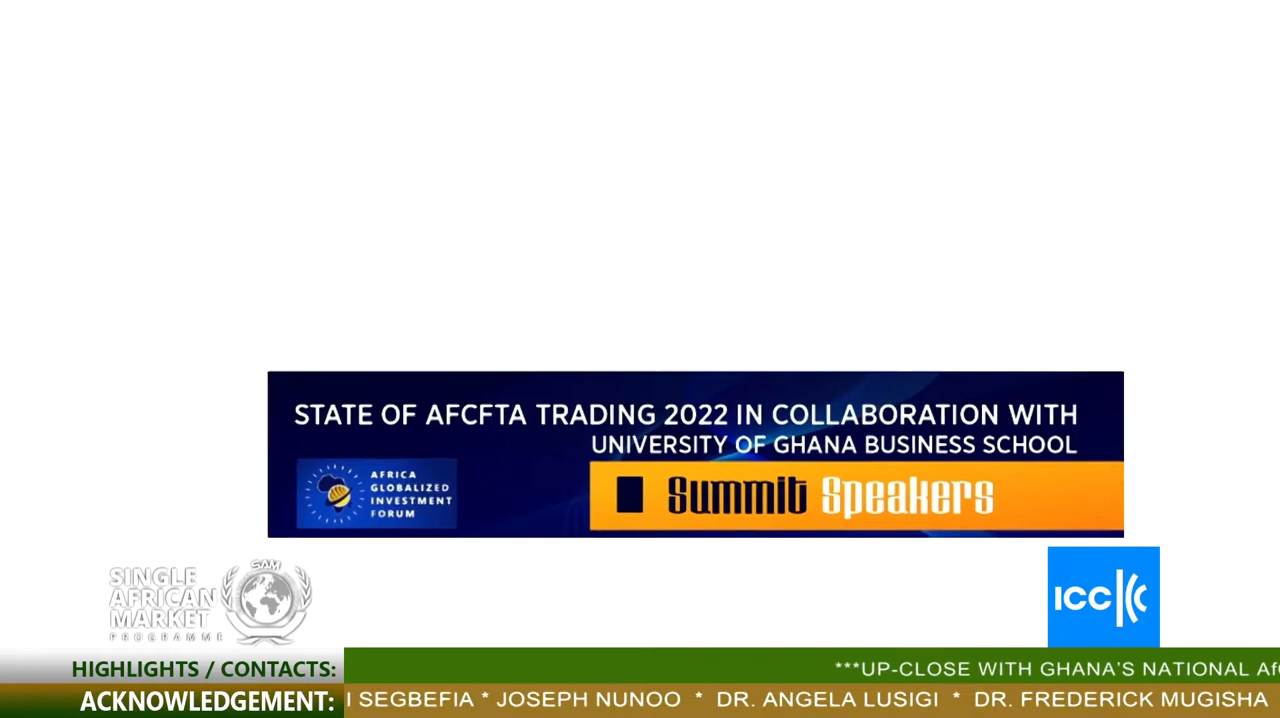 STATE OF AFCFTA TRADING 2022 IN COLLABORATION WITH
UNIVERSITY OF GHANA BUSINESS SCHOOL
AFRICA
GLOBALIZED
INVESTMENT
FORUM
Summit Speakers
SINGLE
AFRICAN
MARKET
PROGRAMME
SAM
ICC
HIGHLIGHTS / CONTACTS:
***UP-CLOSE WITH GHANA'S NATIONAL Af
ACKNOWLEDGEMENT:
I SEGBEFIA * JOSEPH NUNOO * DR. ANGELA LUSIGI * DR. FREDERICK MUGISHA